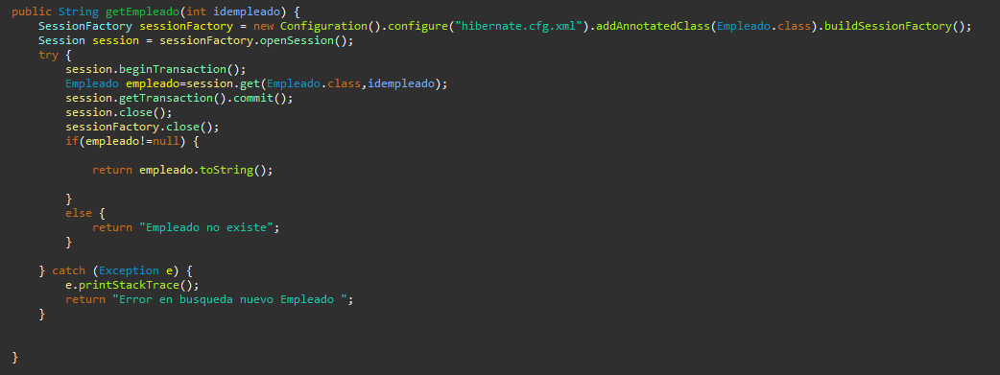 public String getEmpleado(int idempleado) {
    SessionFactory sessionFactory = new Configuration().configure("hibernate.cfg.xml").addAnnotatedClass(Empleado.class).buildSessionFactory();
    Session session = sessionFactory.openSession();
    try {
        session.beginTransaction();
        Empleado empleado=session.get(Empleado.class,idempleado);
        session.getTransaction().commit();
        session.close();
        sessionFactory.close();
        if(empleado!=null) {
            return empleado.toString();
        }
        else {
            return "Empleado no existe";
        }
    } catch (Exception e) {
        e.printStackTrace();
        return "Error en busqueda nuevo Empleado ";
    }
}